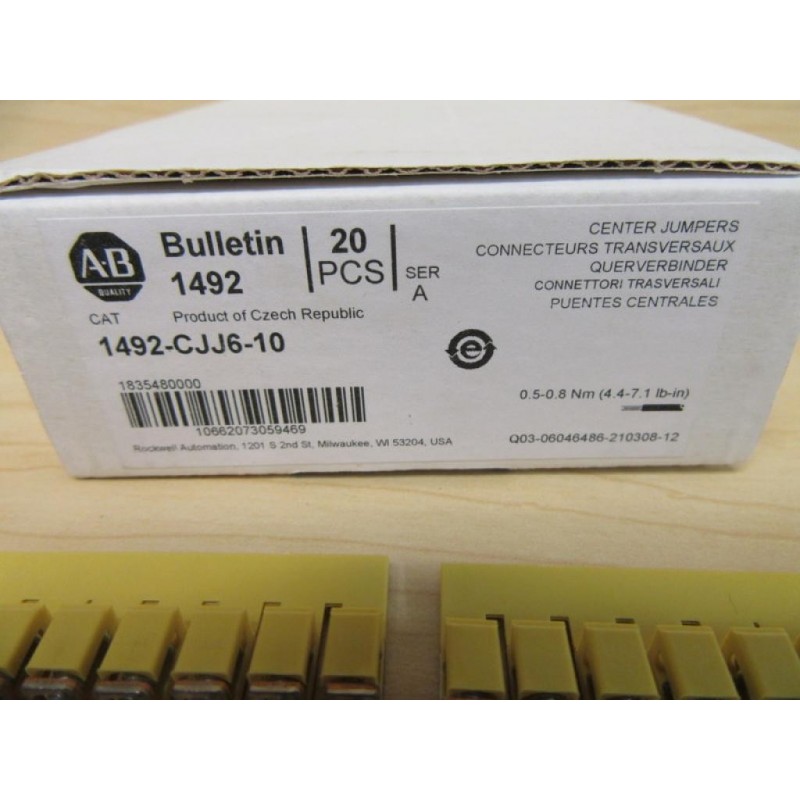 A-B
QUALITY
Bulletin
1492
20
PCS
SER
A
CAT
Product of Czech Republic
1492-CJJ6-10
1835480000
10662073059469
Rockwell Automation, 1201 S 2nd St, Milwaukee, WI 53204, USA
CENTER JUMPERS
CONNECTEURS TRANSVERSAUX
QUERVERBINDER
CONNETTORI TRASVERSALI
PUENTES CENTRALES
e
0.5-0.8 Nm (4.4-7.1 lb-in)
Q03-06046486-210308-12